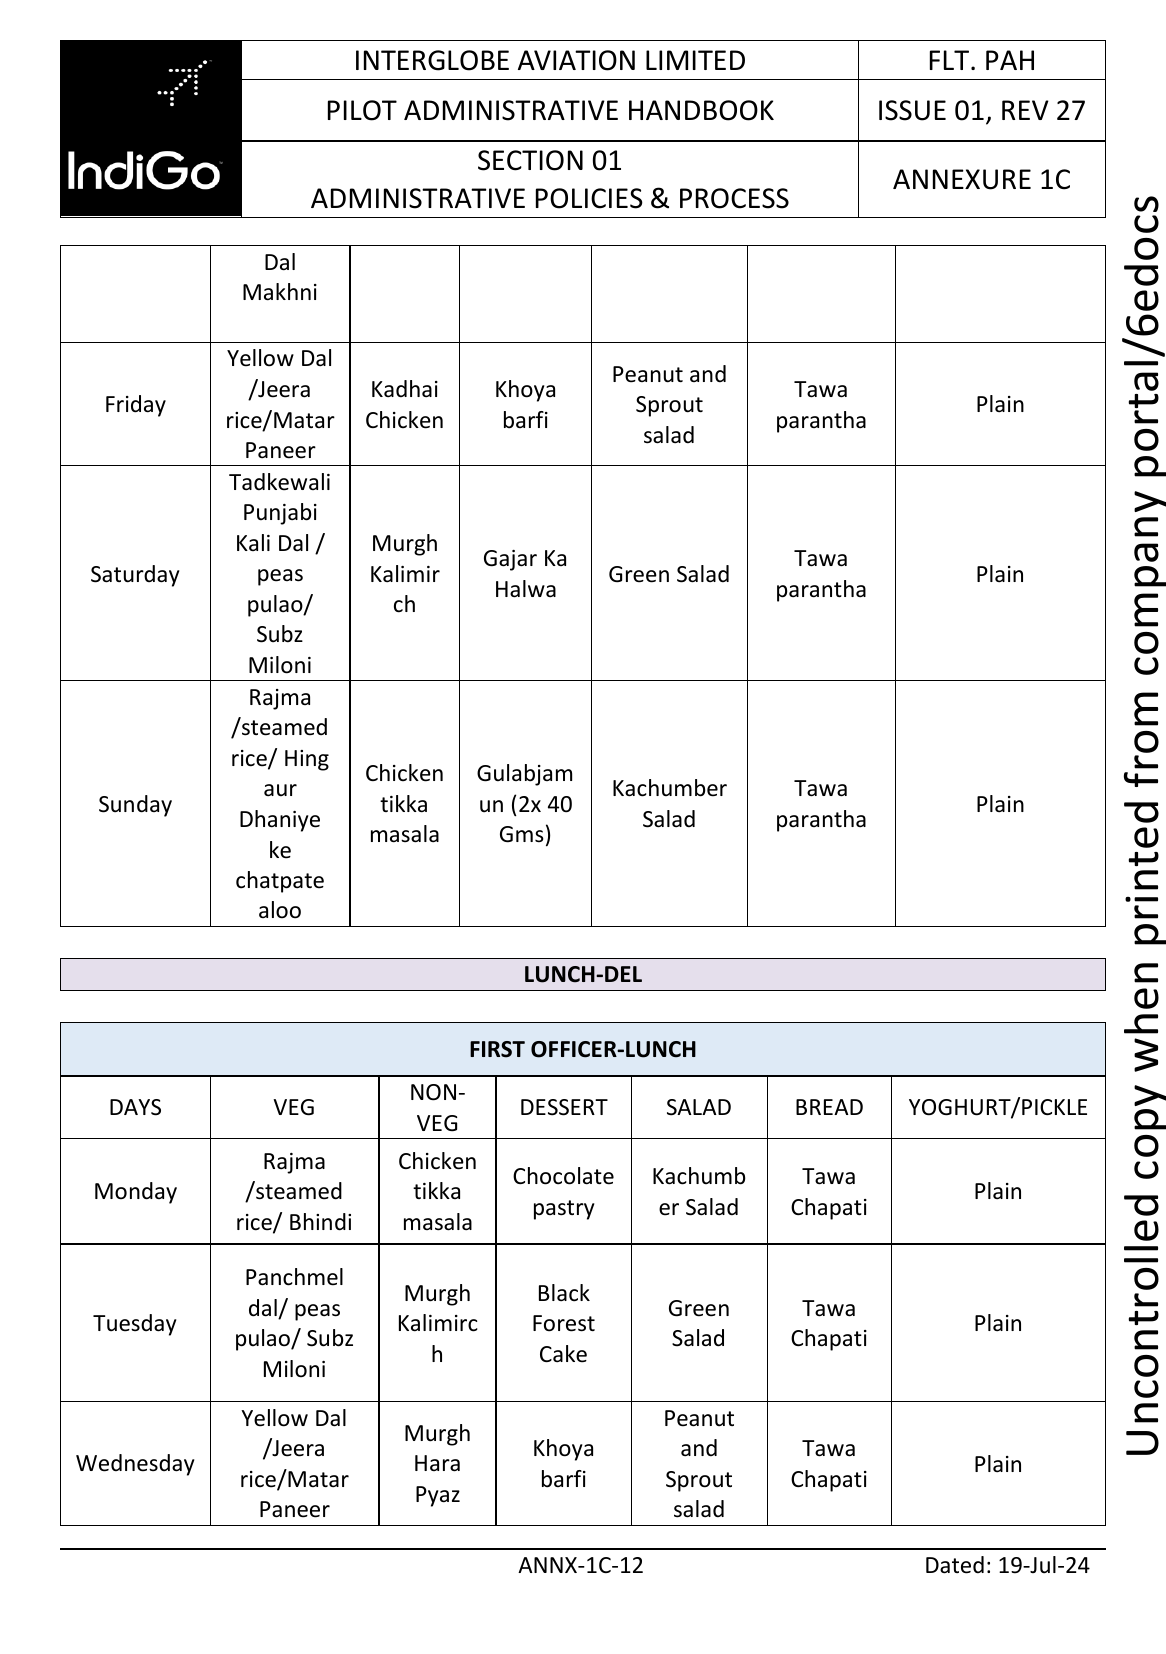 IndiGo
INTERGLOBE AVIATION LIMITED
FLT. PAH
PILOT ADMINISTRATIVE HANDBOOK
ISSUE 01, REV 27
SECTION 01
ADMINISTRATIVE POLICIES & PROCESS
ANNEXURE 1C
Dal
Makhni
Friday
Yellow Dal
/Jeera
rice/Matar
Paneer
Kadhai
Chicken
Khoya
barfi
Peanut and
Sprout
salad
Tawa
parantha
Plain
Saturday
Tadkewali
Punjabi
Kali Dal /
peas
pulao/
Subz
Miloni
Murgh
Kalimir
ch
Gajar Ka
Halwa
Green Salad
Tawa
parantha
Plain
Sunday
Rajma
/steamed
rice/ Hing
aur
Dhaniye
ke
chatpate
aloo
Chicken
tikka
masala
Gulabjam
un (2x 40
Gms)
Kachumber
Salad
Tawa
parantha
Plain
LUNCH-DEL
FIRST OFFICER-LUNCH
DAYS
VEG
NON-
VEG
DESSERT
SALAD
BREAD
YOGHURT/PICKLE
Monday
Rajma
/steamed
rice/ Bhindi
Chicken
tikka
masala
Chocolate
pastry
Kachumb
er Salad
Tawa
Chapati
Plain
Tuesday
Panchmel
dal/ peas
pulao/ Subz
Miloni
Murgh
Kalimirc
h
Black
Forest
Cake
Green
Salad
Tawa
Chapati
Plain
Wednesday
Yellow Dal
/Jeera
rice/Matar
Paneer
Murgh
Hara
Pyaz
Khoya
barfi
Peanut
and
Sprout
salad
Tawa
Chapati
Plain
ANNX-1C-12
Dated: 19-Jul-24
Uncontrolled copy when printed from company portal/6edocs